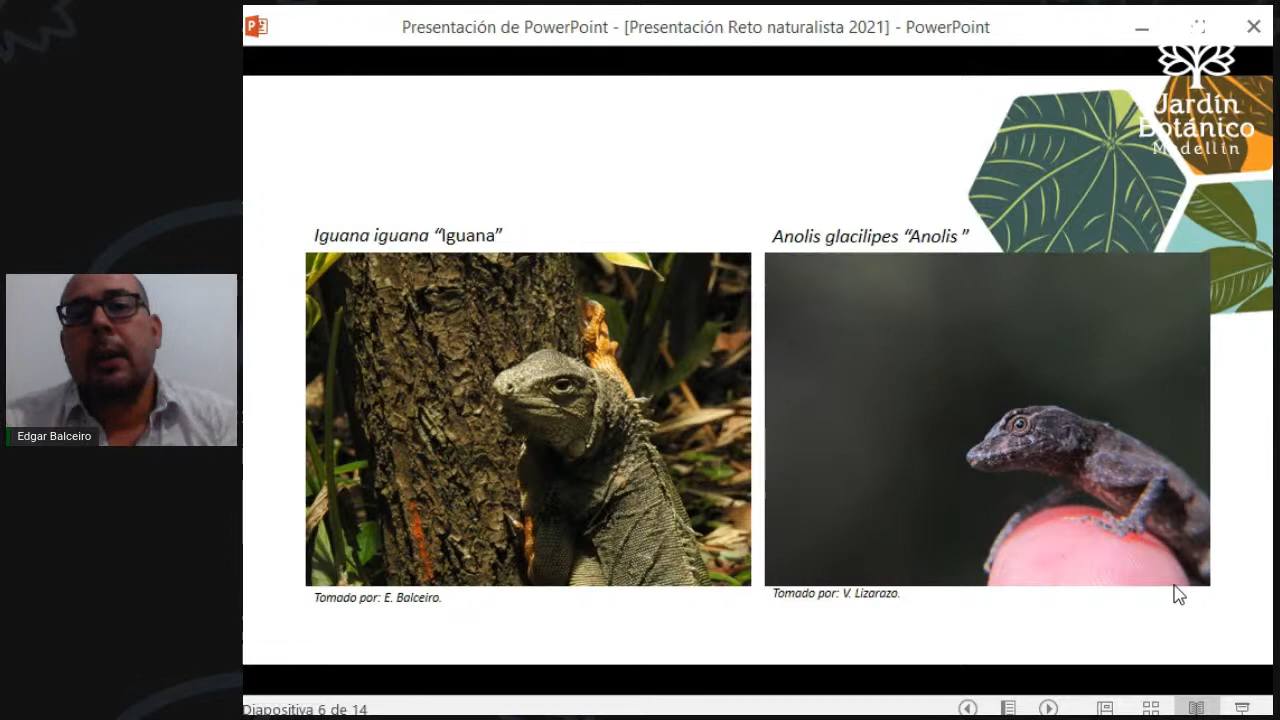 Presentación de PowerPoint - [Presentación Reto naturalista 2021] - PowerPoint
Jardín
Botánico
Medellín
Iguana iguana “Iguana”
Anolis glacilipes “Anolis ”
Edgar Balceiro
Tomado por: E. Balceiro.
Tomado por: V. Lizarazo.
Diapositiva 6 de 14